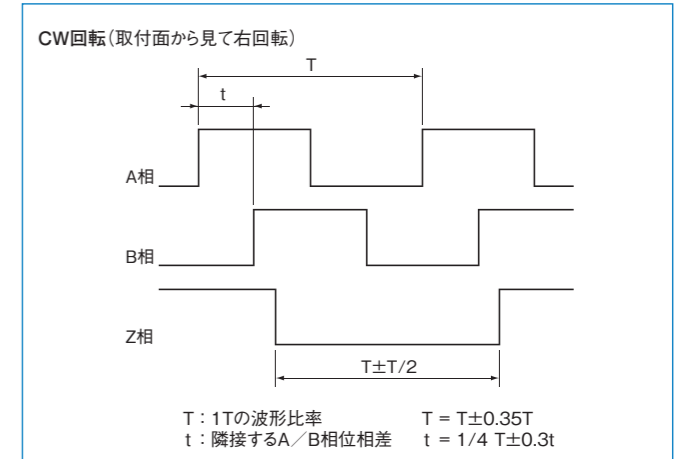 CW回転(取付面から見て右回転)
T
t
A相
B相
Z相
T±T/2
T:1Tの波形比率 T = T±0.35T
t:隣接するA/B相位相差 t = 1/4 T±0.3t